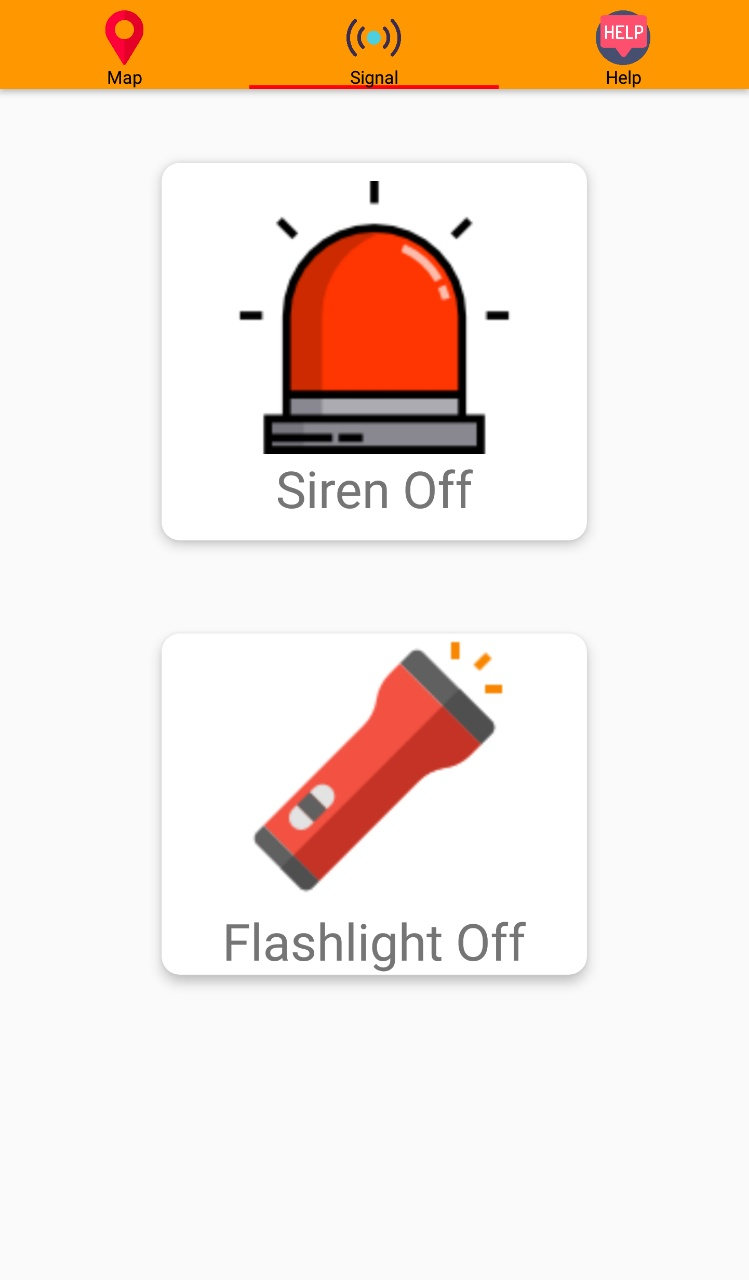 HELP
Map
Signal
Help
Siren Off
Flashlight Off